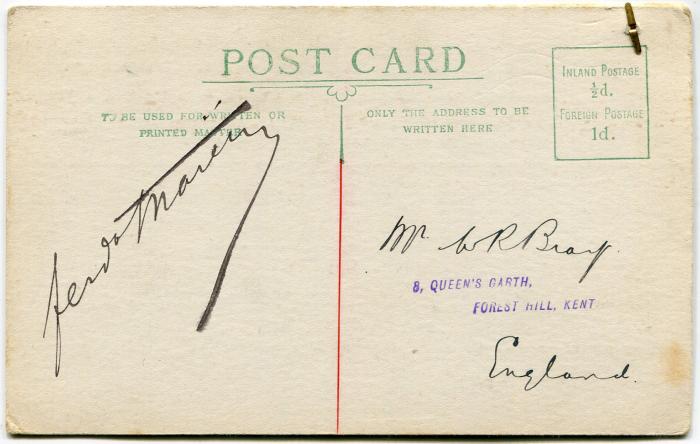 POST CARD
TO BE USED FOR WRITTEN OR
PRINTED MATTER
ONLY THE ADDRESS TO BE
WRITTEN HERE
INLAND POSTAGE
½d.
FOREIGN POSTAGE
1d.
Mr. W R Bray.
8, QUEEN'S GARTH,
FOREST HILL, KENT
England.